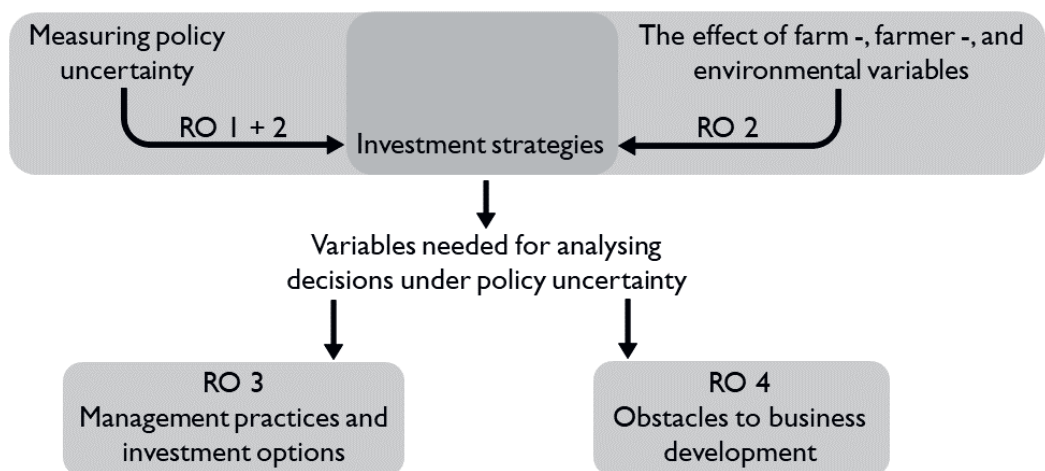 Measuring policy
uncertainty
RO 1 + 2
Investment strategies
The effect of farm -, farmer -, and
environmental variables
RO 2
Variables needed for analysing
decisions under policy uncertainty
RO 3
Management practices and
investment options
RO 4
Obstacles to business
development